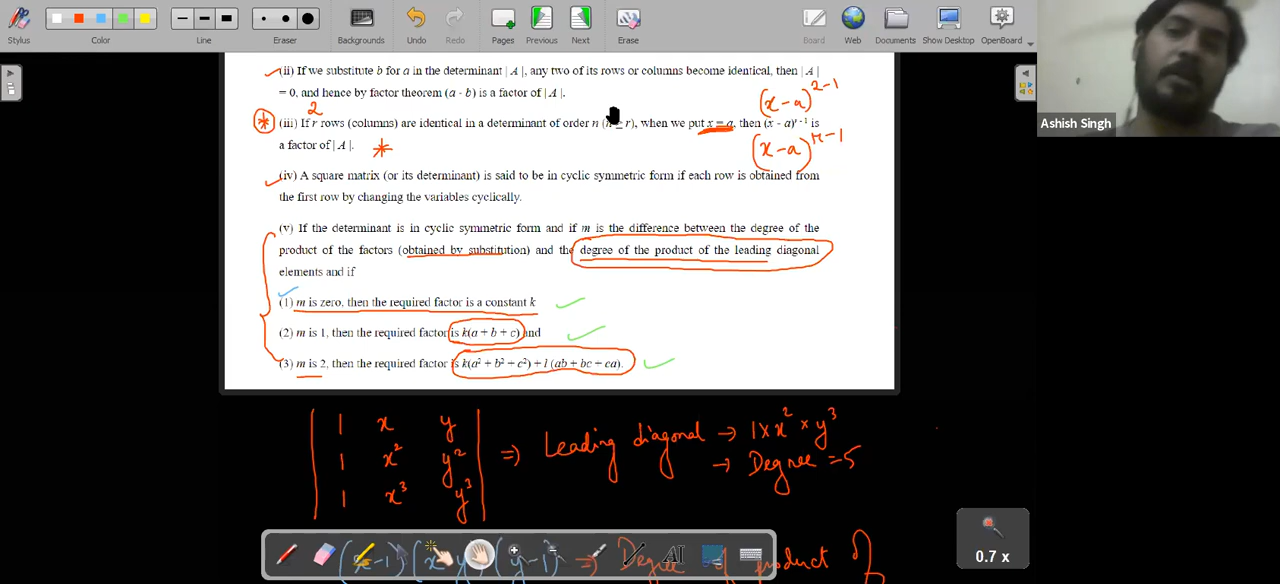 Stylus Color Line Eraser Backgrounds Undo Redo Pages Previous Next Erase Board Web Documents Show Desktop OpenBoard
(ii) If we substitute b for a in the determinant | A |, any two of its rows or columns become identical, then | A |
= 0, and hence by factor theorem (a - b) is a factor of | A |.
(x-a)²⁻¹
2
* (iii) If r rows (columns) are identical in a determinant of order n when we put x = a, then (x - a)ʳ⁻¹ is
a factor of | A |. *
(x-a)ʳ⁻¹
(iv) A square matrix (or its determinant) is said to be in cyclic symmetric form if each row is obtained from
the first row by changing the variables cyclically.
(v) If the determinant is in cyclic symmetric form and if m is the difference between the degree of the
product of the factors (obtained by substitution) and the degree of the product of the leading diagonal
elements and if
(1) m is zero, then the required factor is a constant k
(2) m is 1, then the required factor is k(a + b + c) and
(3) m is 2, then the required factor is k(a² + b² + c²) + l (ab + bc + ca).
| 1 x y |
| 1 x² y² | ⇒ Leading diagonal → 1 × x² × y³
| 1 x³ y³ | → Degree = 5
(y-1) ⇒ Degree of product of
Ashish Singh
0.7 x